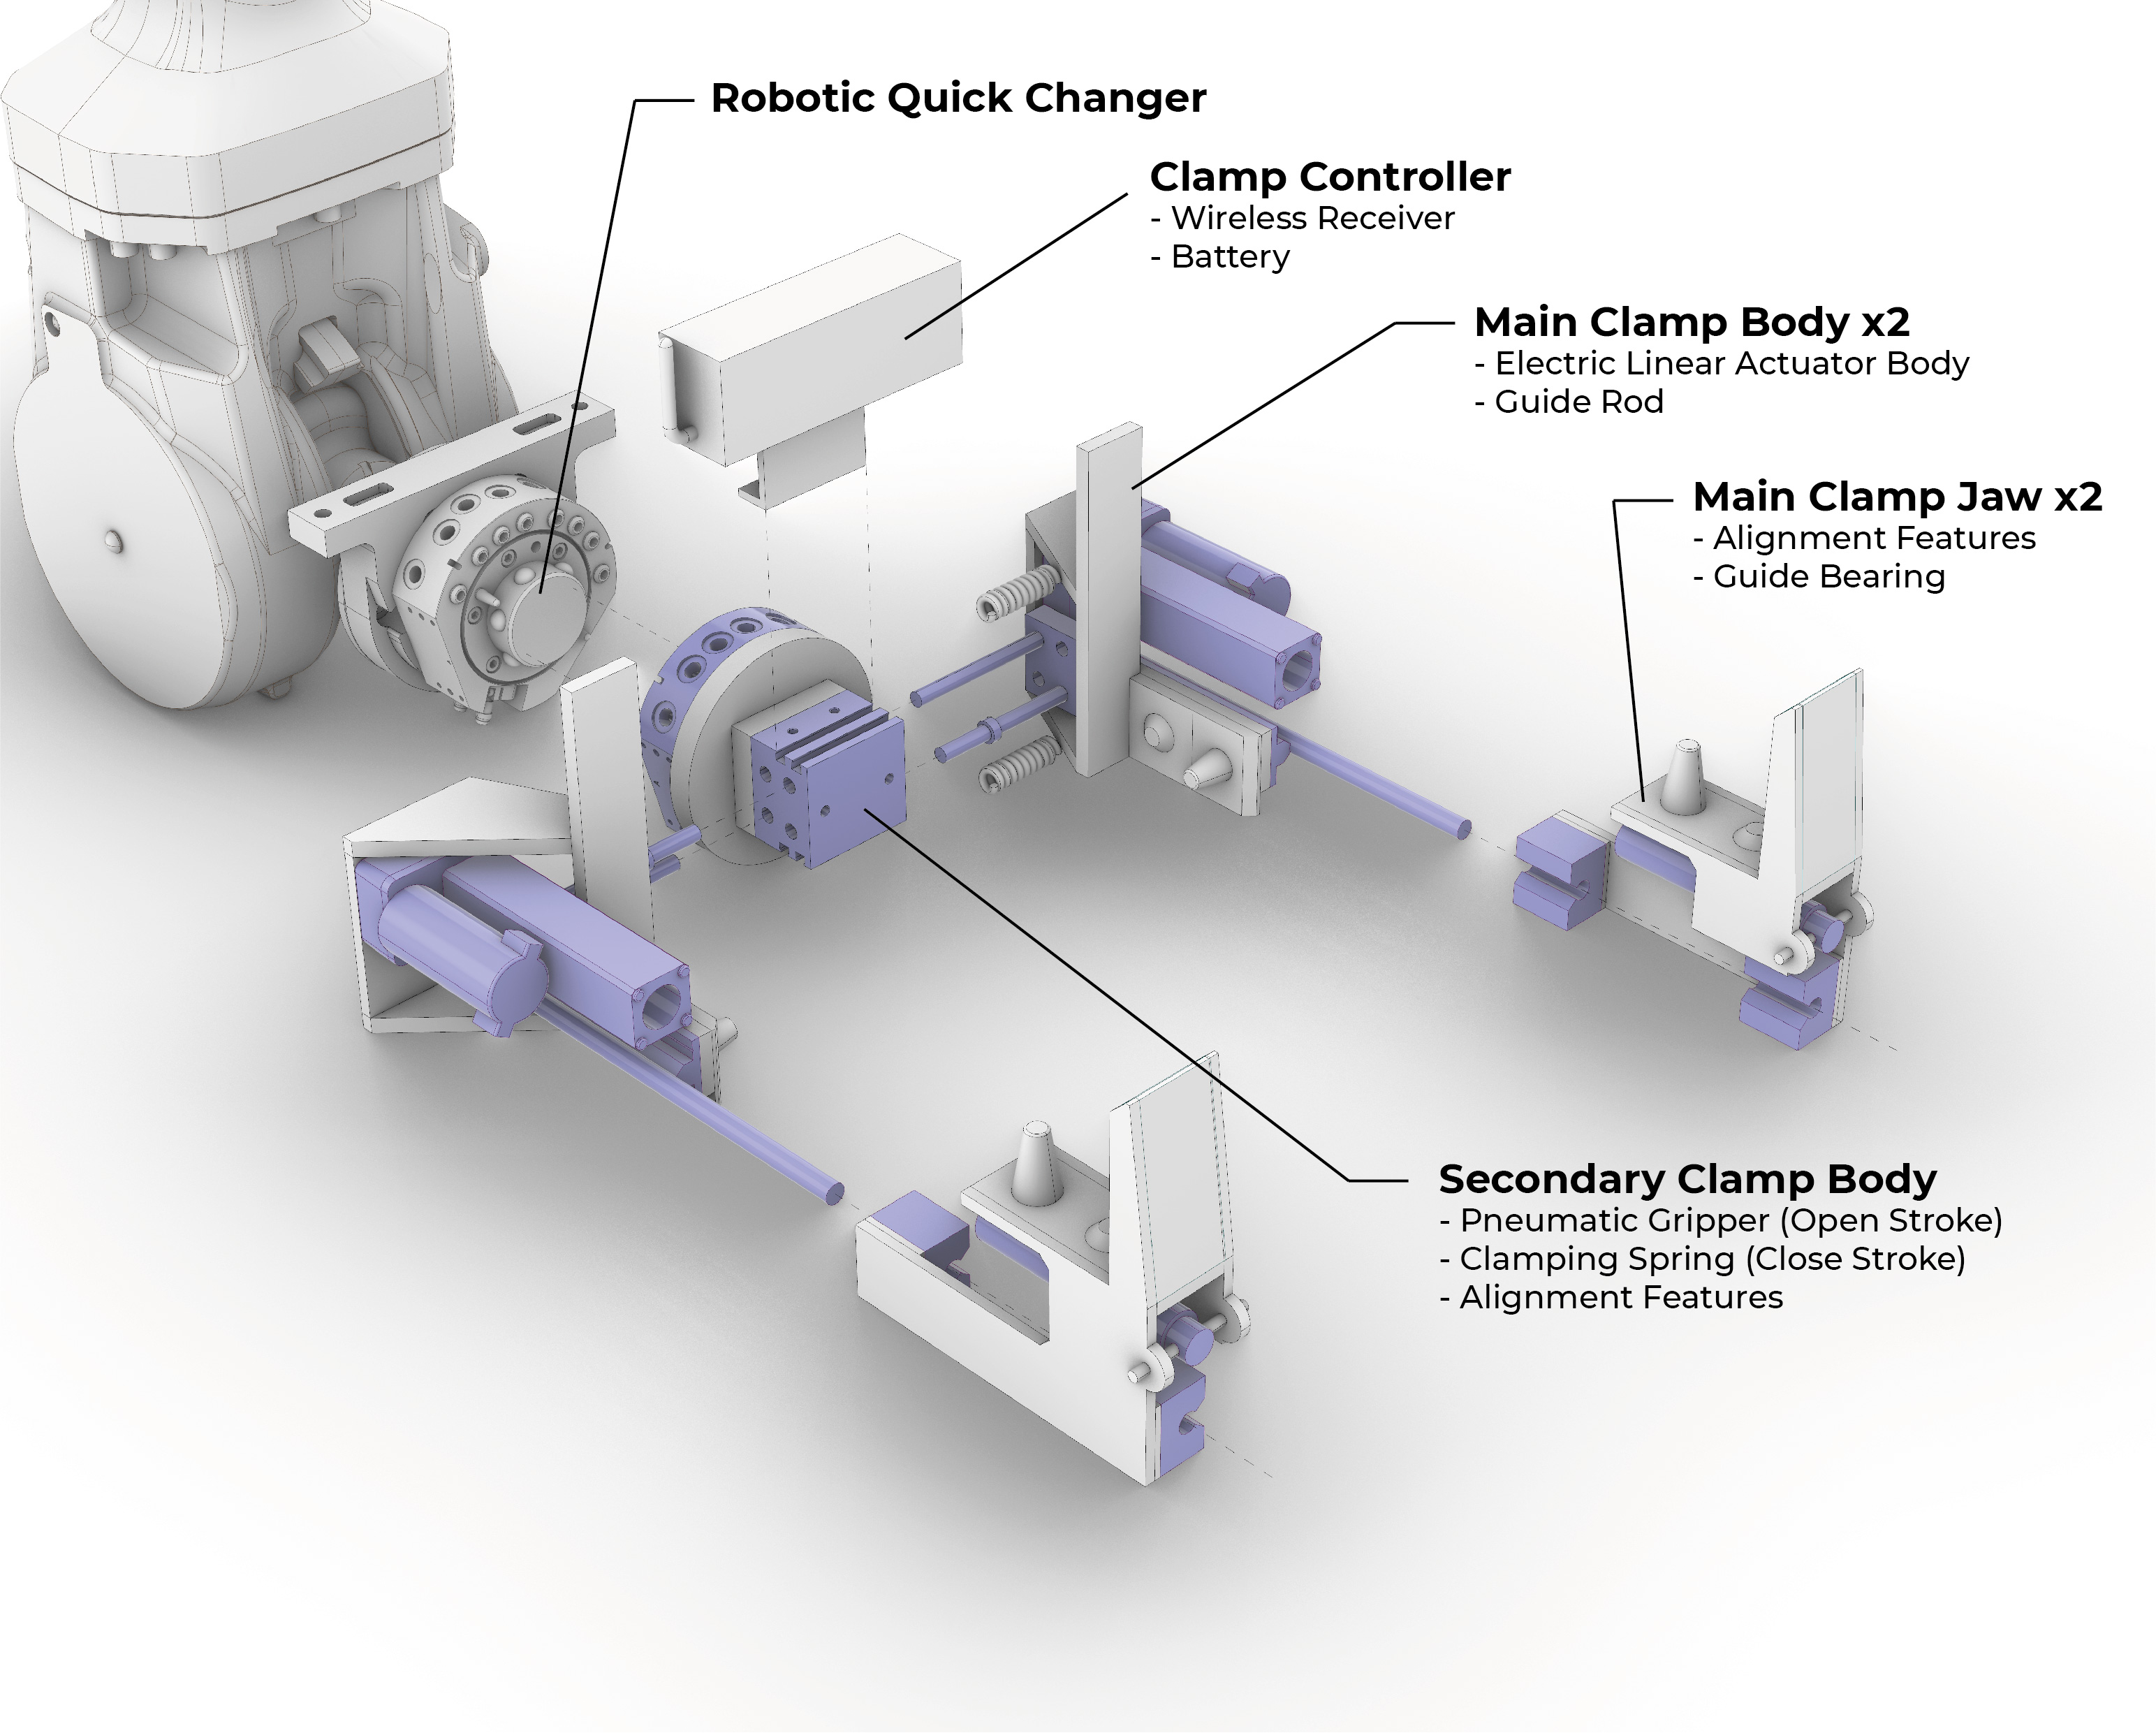 Robotic Quick Changer
Clamp Controller
- Wireless Receiver
- Battery
Main Clamp Body x2
- Electric Linear Actuator Body
- Guide Rod
Main Clamp Jaw x2
- Alignment Features
- Guide Bearing
Secondary Clamp Body
- Pneumatic Gripper (Open Stroke)
- Clamping Spring (Close Stroke)
- Alignment Features